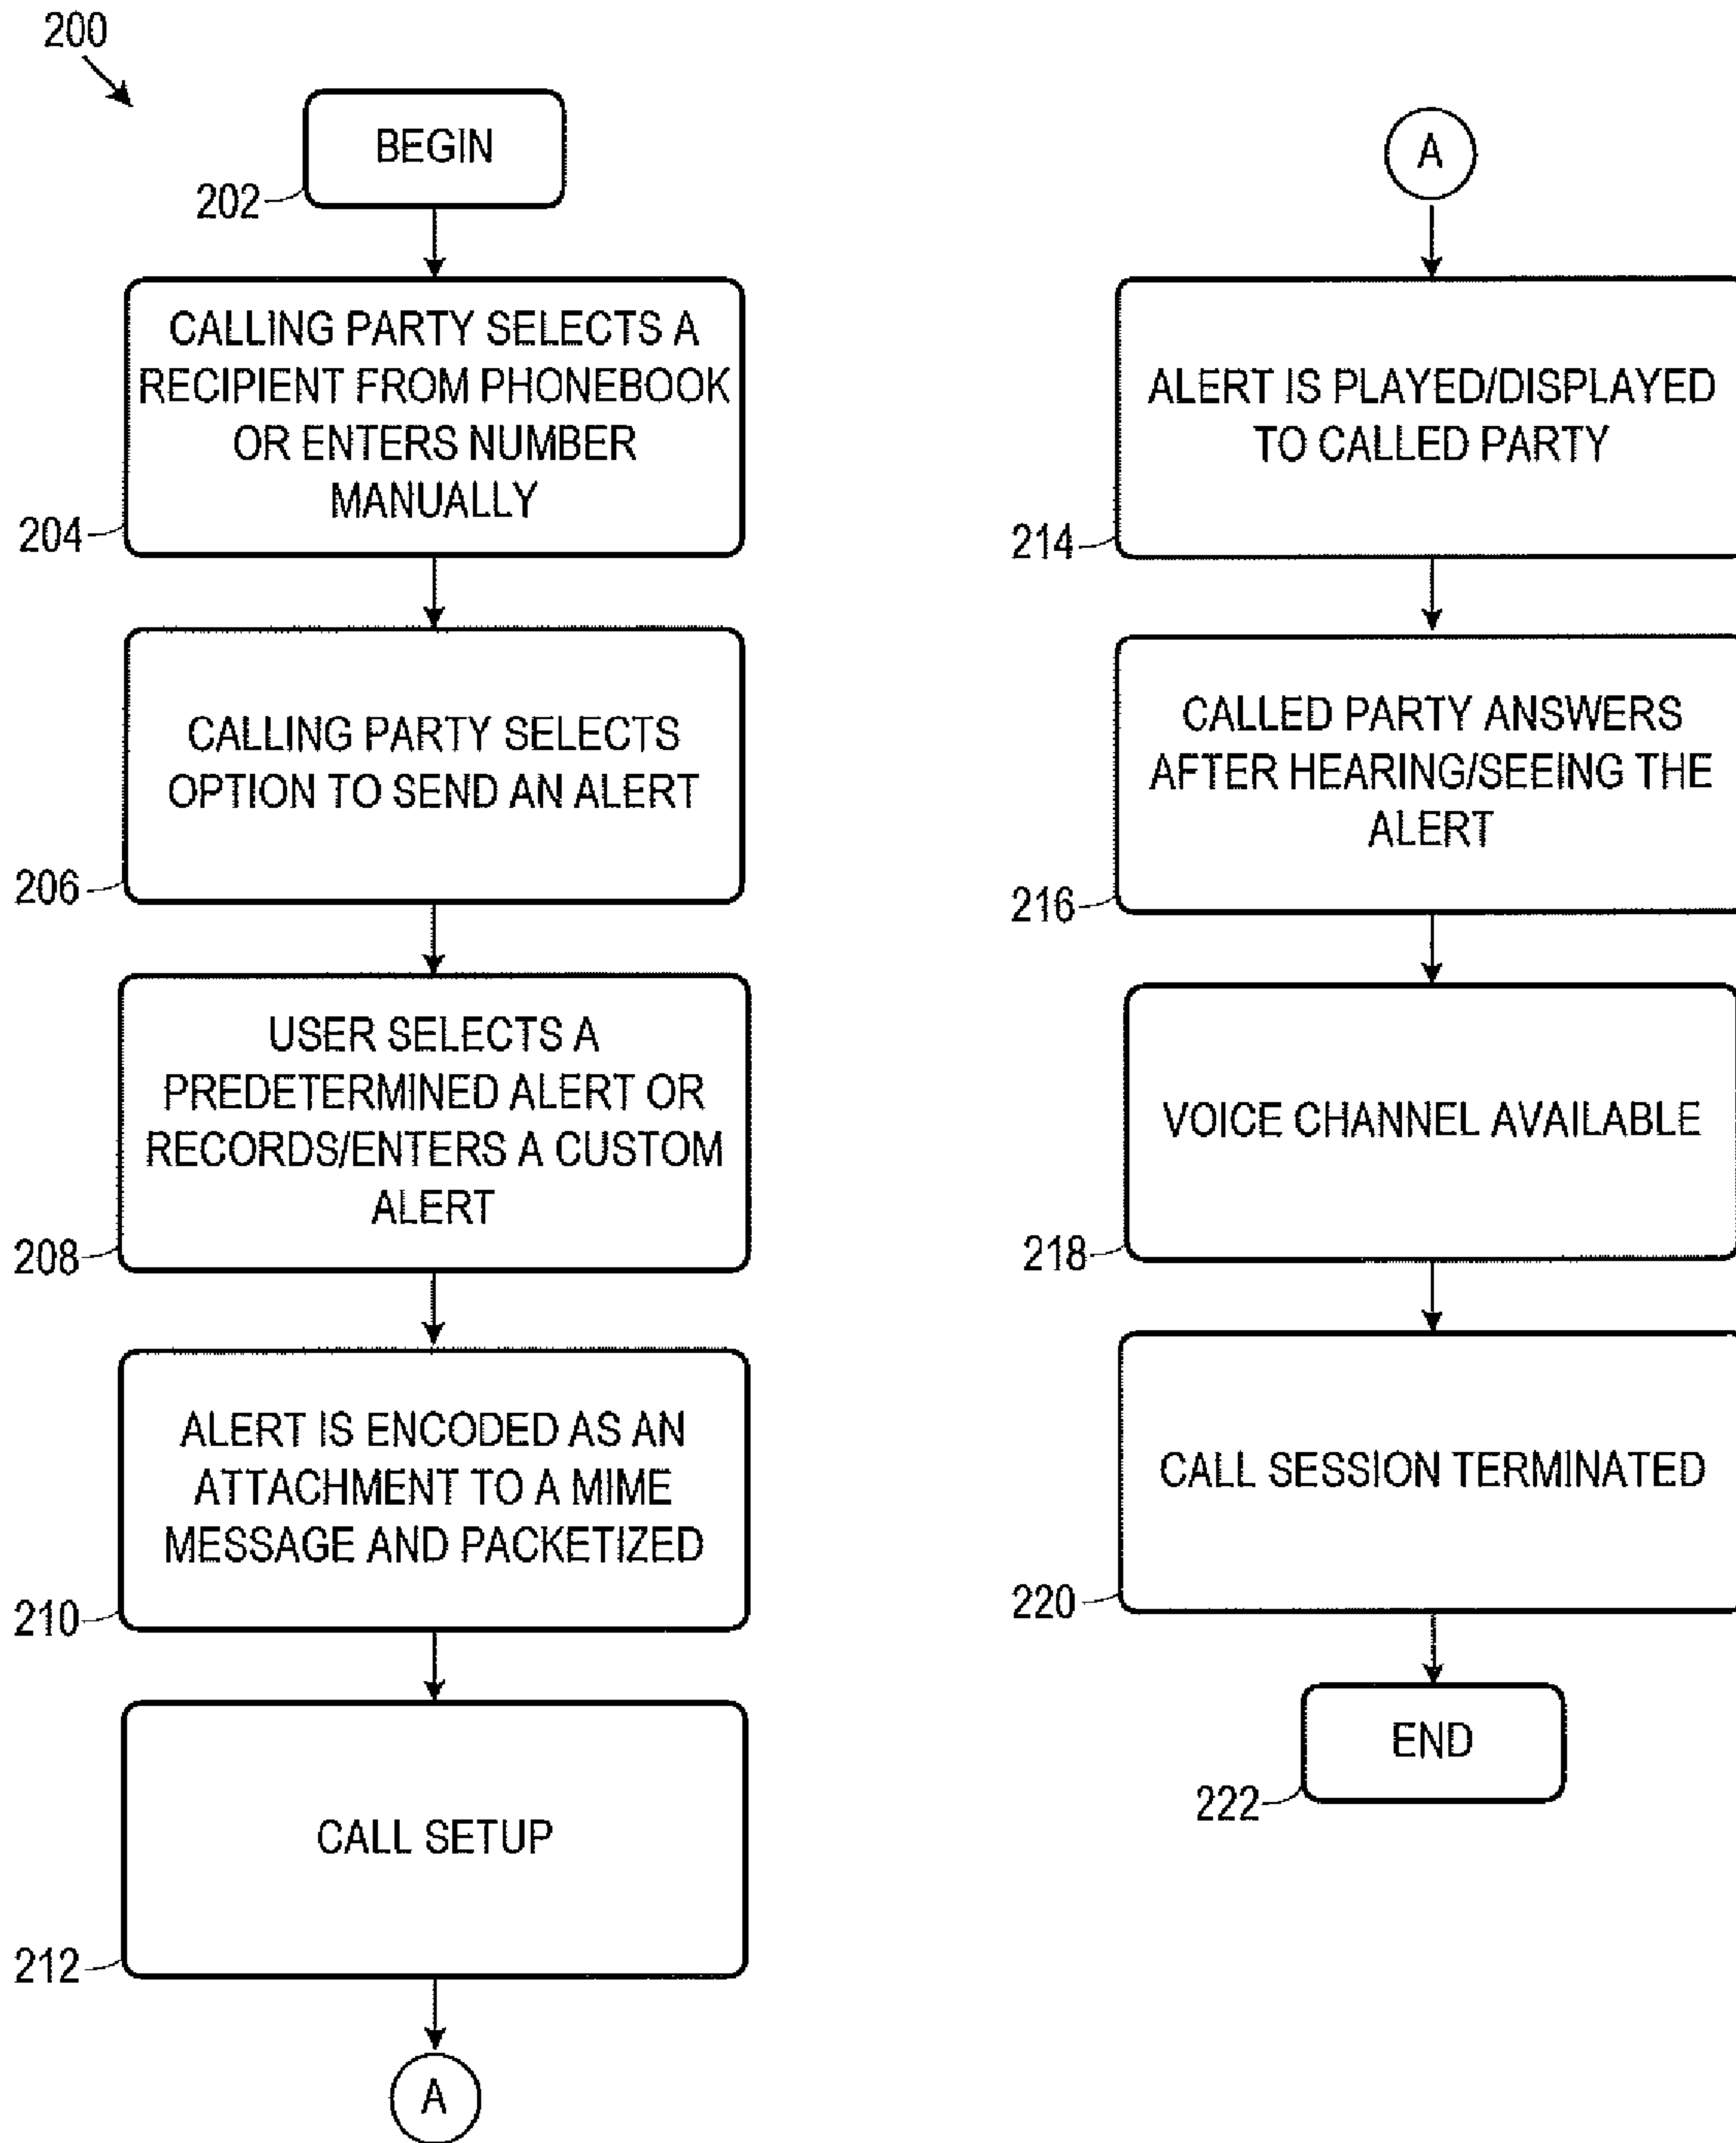 200
BEGIN
202
CALLING PARTY SELECTS A
RECIPIENT FROM PHONEBOOK
OR ENTERS NUMBER
MANUALLY
204
CALLING PARTY SELECTS
OPTION TO SEND AN ALERT
206
USER SELECTS A
PREDETERMINED ALERT OR
RECORDS/ENTERS A CUSTOM
ALERT
208
ALERT IS ENCODED AS AN
ATTACHMENT TO A MIME
MESSAGE AND PACKETIZED
210
CALL SETUP
212
A
A
ALERT IS PLAYED/DISPLAYED
TO CALLED PARTY
214
CALLED PARTY ANSWERS
AFTER HEARING/SEEING THE
ALERT
216
VOICE CHANNEL AVAILABLE
218
CALL SESSION TERMINATED
220
END
222